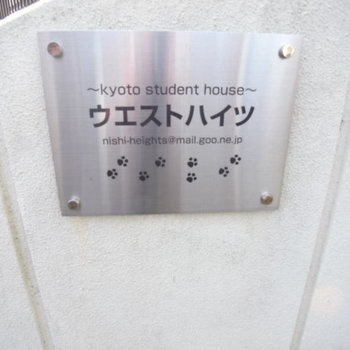 ～kyoto student house～
ウエストハイツ
nishi-heights@mail.goo.ne.jp